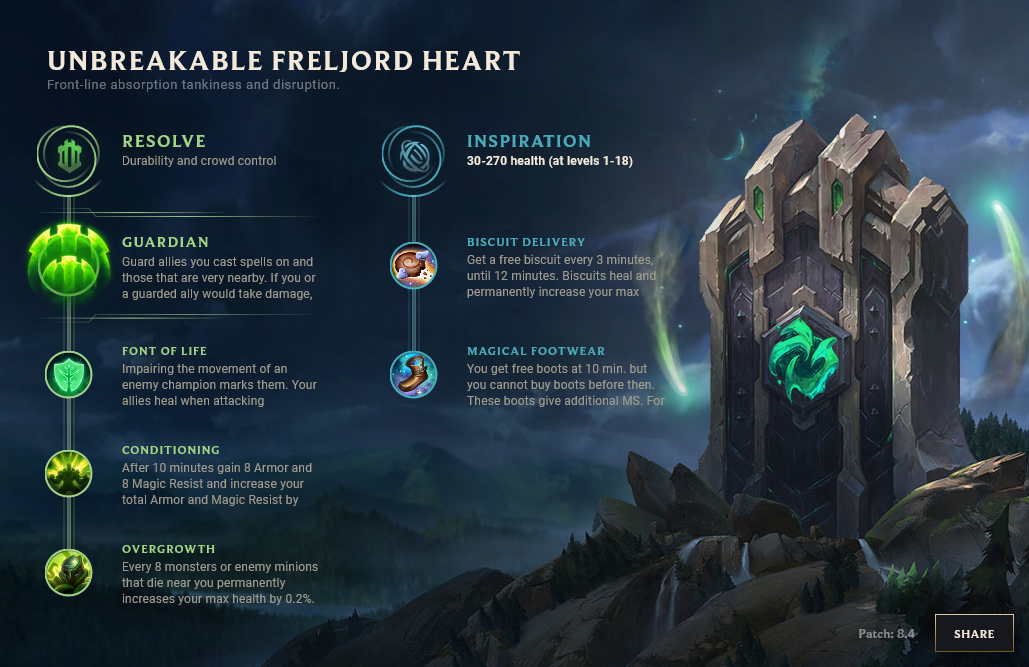 UNBREAKABLE FRELJORD HEART
Front-line absorption tankiness and disruption.
RESOLVE
Durability and crowd control
GUARDIAN
Guard allies you cast spells on and
those that are very nearby. If you or
a guarded ally would take damage,
FONT OF LIFE
Impairing the movement of an
enemy champion marks them. Your
allies heal when attacking
CONDITIONING
After 10 minutes gain 8 Armor and
8 Magic Resist and increase your
total Armor and Magic Resist by
OVERGROWTH
Every 8 monsters or enemy minions
that die near you permanently
increases your max health by 0.2%.
INSPIRATION
30-270 health (at levels 1-18)
BISCUIT DELIVERY
Get a free biscuit every 3 minutes,
until 12 minutes. Biscuits heal and
permanently increase your max
MAGICAL FOOTWEAR
You get free boots at 10 min. but
you cannot buy boots before then.
These boots give additional MS. For
Patch: 8.4
SHARE